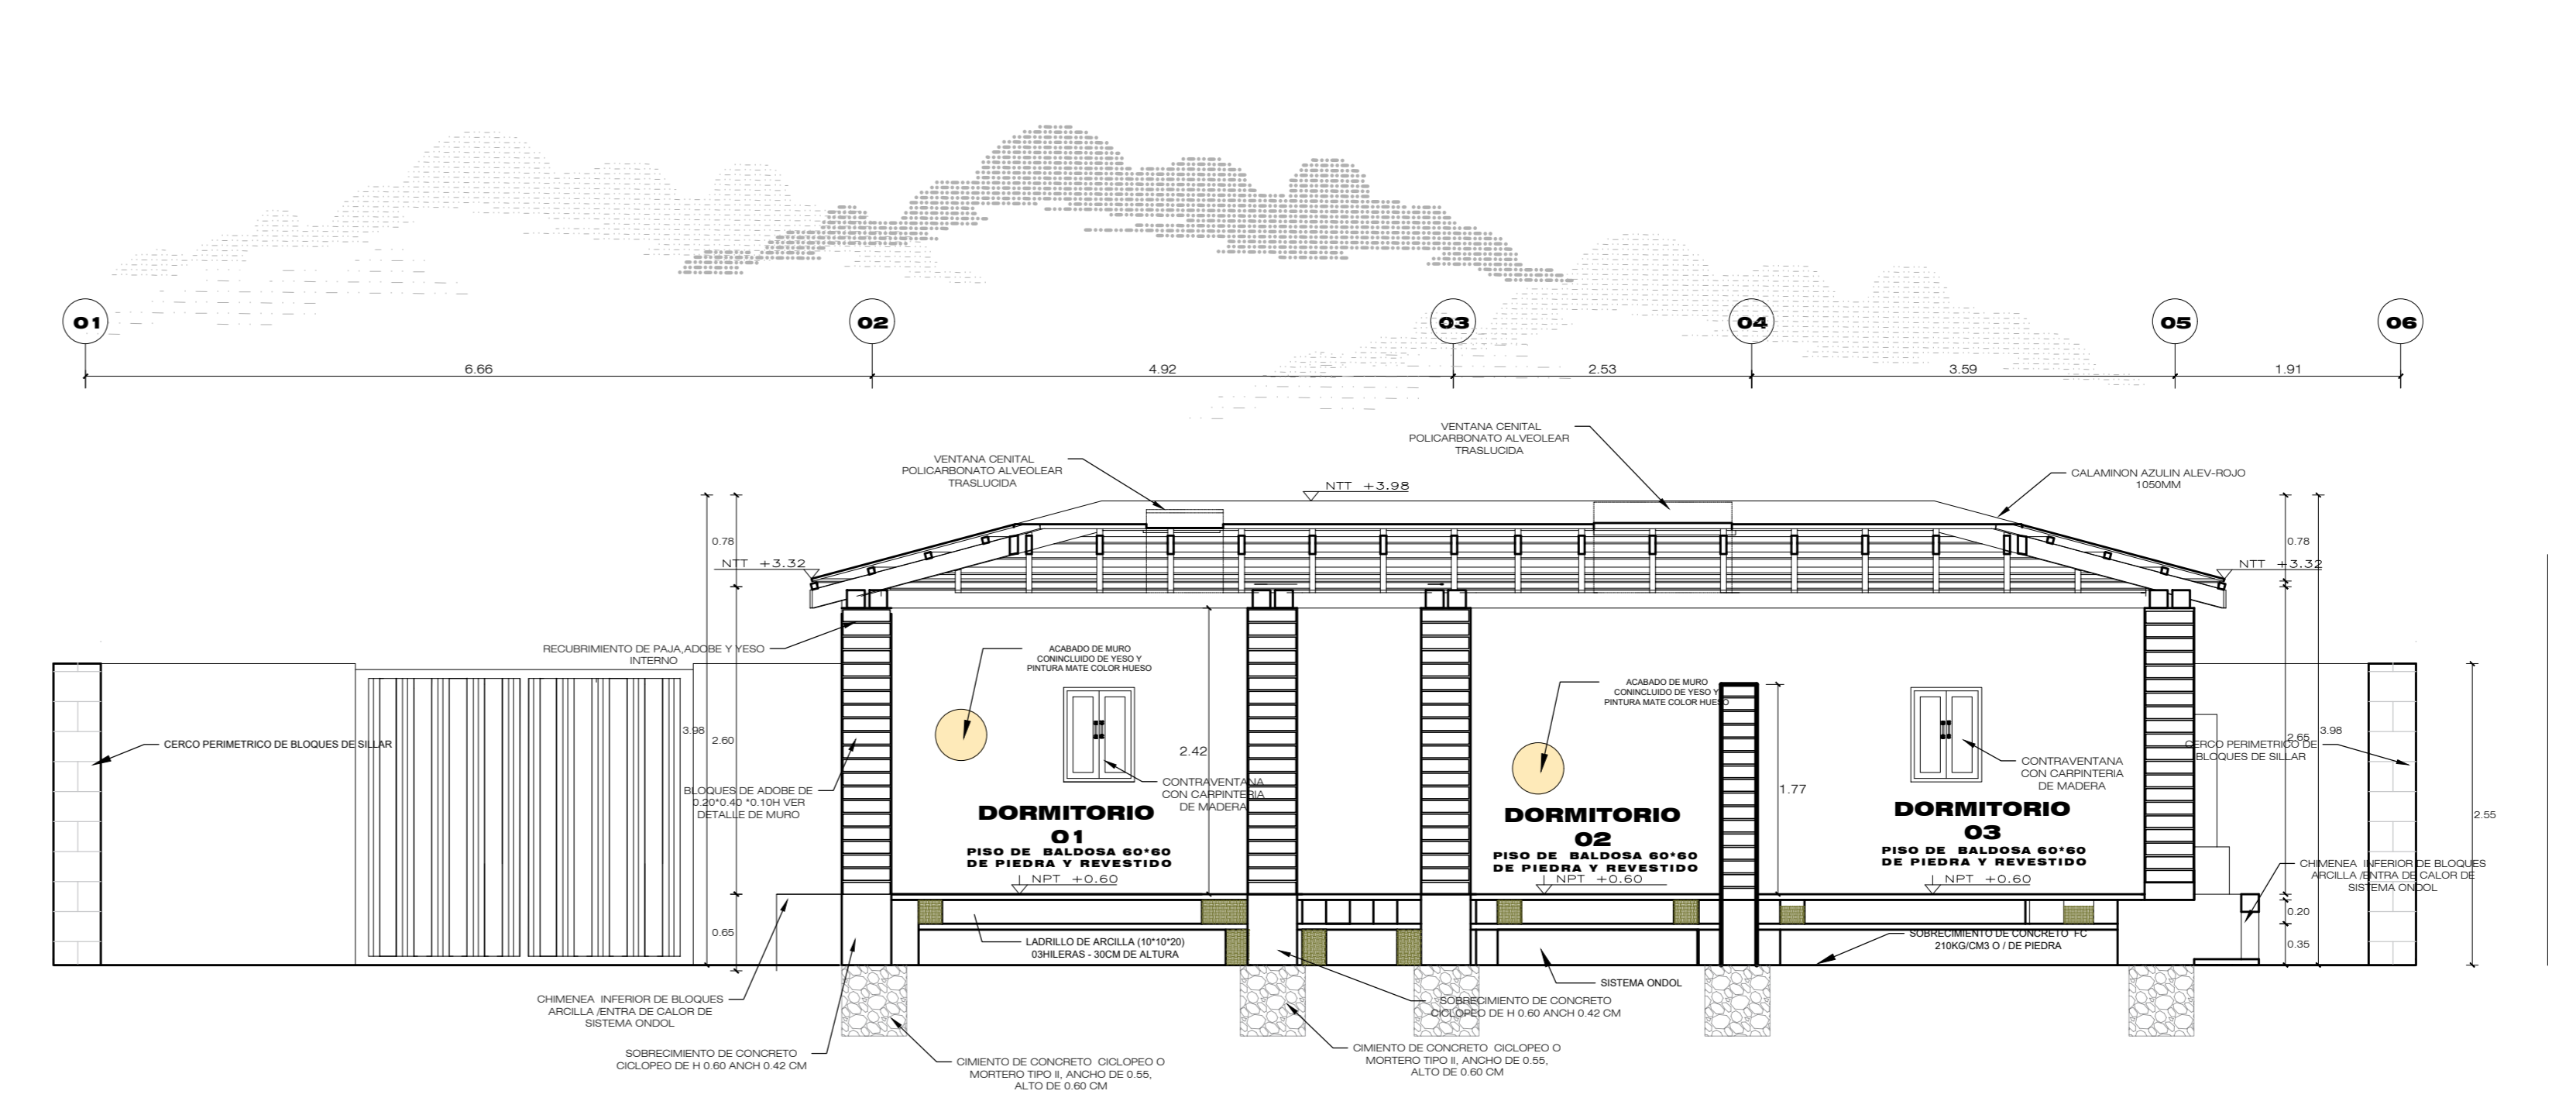 01
02
03
04
05
06
6.66
4.92
2.53
3.59
1.91
VENTANA CENITAL
POLICARBONATO ALVEOLEAR
TRASLUCIDA
VENTANA CENITAL
POLICARBONATO ALVEOLEAR
TRASLUCIDA
NTT +3.98
CALAMINON AZULIN ALEV-ROJO
1050MM
0.78
NTT +3.32
0.78
NTT +3.32
RECUBRIMIENTO DE PAJA,ADOBE Y YESO
INTERNO
ACABADO DE MURO
CONINCLUIDO DE YESO Y
PINTURA MATE COLOR HUESO
ACABADO DE MURO
CONINCLUIDO DE YESO Y
PINTURA MATE COLOR HUESO
CERCO PERIMETRICO DE BLOQUES DE SILLAR
3.98
2.60
2.42
2.65
3.98
CERCO PERIMETRICO DE
BLOQUES DE SILLAR
BLOQUES DE ADOBE DE
0.20*0.40 *0.10H VER
DETALLE DE MURO
CONTRAVENTANA
CON CARPINTERIA
DE MADERA
CONTRAVENTANA
CON CARPINTERIA
DE MADERA
1.77
2.55
DORMITORIO
01
PISO DE BALDOSA 60*60
DE PIEDRA Y REVESTIDO
NPT +0.60
DORMITORIO
02
PISO DE BALDOSA 60*60
DE PIEDRA Y REVESTIDO
NPT +0.60
DORMITORIO
03
PISO DE BALDOSA 60*60
DE PIEDRA Y REVESTIDO
NPT +0.60
CHIMENEA INFERIOR DE BLOQUES
ARCILLA /ENTRA DE CALOR DE
SISTEMA ONDOL
0.65
0.20
0.35
LADRILLO DE ARCILLA (10*10*20)
03HILERAS - 30CM DE ALTURA
SOBRECIMIENTO DE CONCRETO FC
210KG/CM3 O / DE PIEDRA
SISTEMA ONDOL
CHIMENEA INFERIOR DE BLOQUES
ARCILLA /ENTRA DE CALOR DE
SISTEMA ONDOL
SOBRECIMIENTO DE CONCRETO
CICLOPEO DE H 0.60 ANCH 0.42 CM
SOBRECIMIENTO DE CONCRETO
CICLOPEO DE H 0.60 ANCH 0.42 CM
CIMIENTO DE CONCRETO CICLOPEO O
MORTERO TIPO II, ANCHO DE 0.55,
ALTO DE 0.60 CM
CIMIENTO DE CONCRETO CICLOPEO O
MORTERO TIPO II, ANCHO DE 0.55,
ALTO DE 0.60 CM